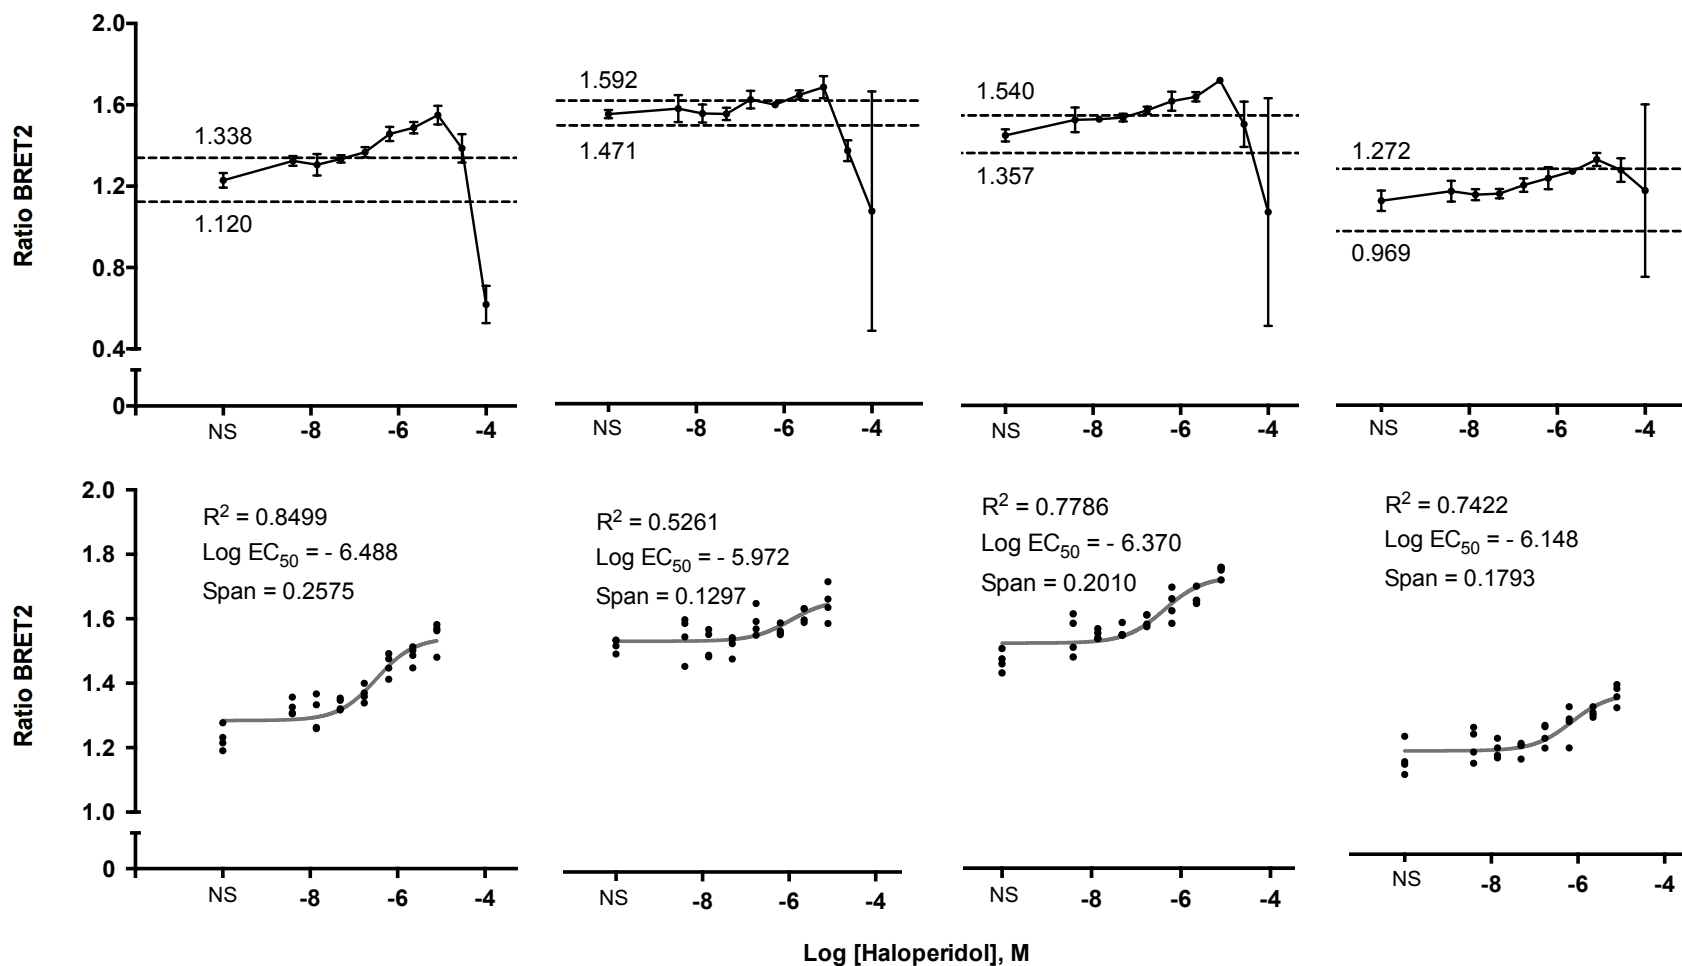 Ratio BRET2
2.0
1.6
1.2
0.8
0.4
0
1.338
1.120
NS -8 -6 -4
1.592
1.471
NS -8 -6 -4
1.540
1.357
NS -8 -6 -4
1.272
0.969
NS -8 -6 -4
Ratio BRET2
2.0
1.8
1.6
1.4
1.2
1.0
0
R² = 0.8499
Log EC₅₀ = - 6.488
Span = 0.2575
NS -8 -6 -4
R² = 0.5261
Log EC₅₀ = - 5.972
Span = 0.1297
NS -8 -6 -4
R² = 0.7786
Log EC₅₀ = - 6.370
Span = 0.2010
NS -8 -6 -4
R² = 0.7422
Log EC₅₀ = - 6.148
Span = 0.1793
NS -8 -6 -4
Log [Haloperidol], M